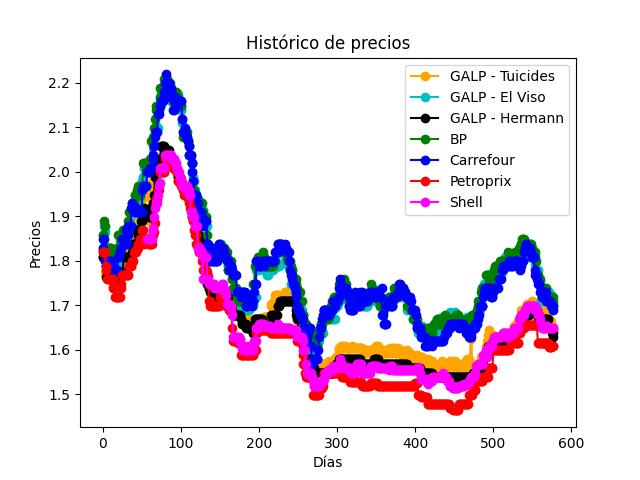 Histórico de precios
GALP - Tuicides
GALP - El Viso
GALP - Hermann
BP
Carrefour
Petroprix
Shell
Precios
2.2
2.1
2.0
1.9
1.8
1.7
1.6
1.5
0 100 200 300 400 500 600
Días